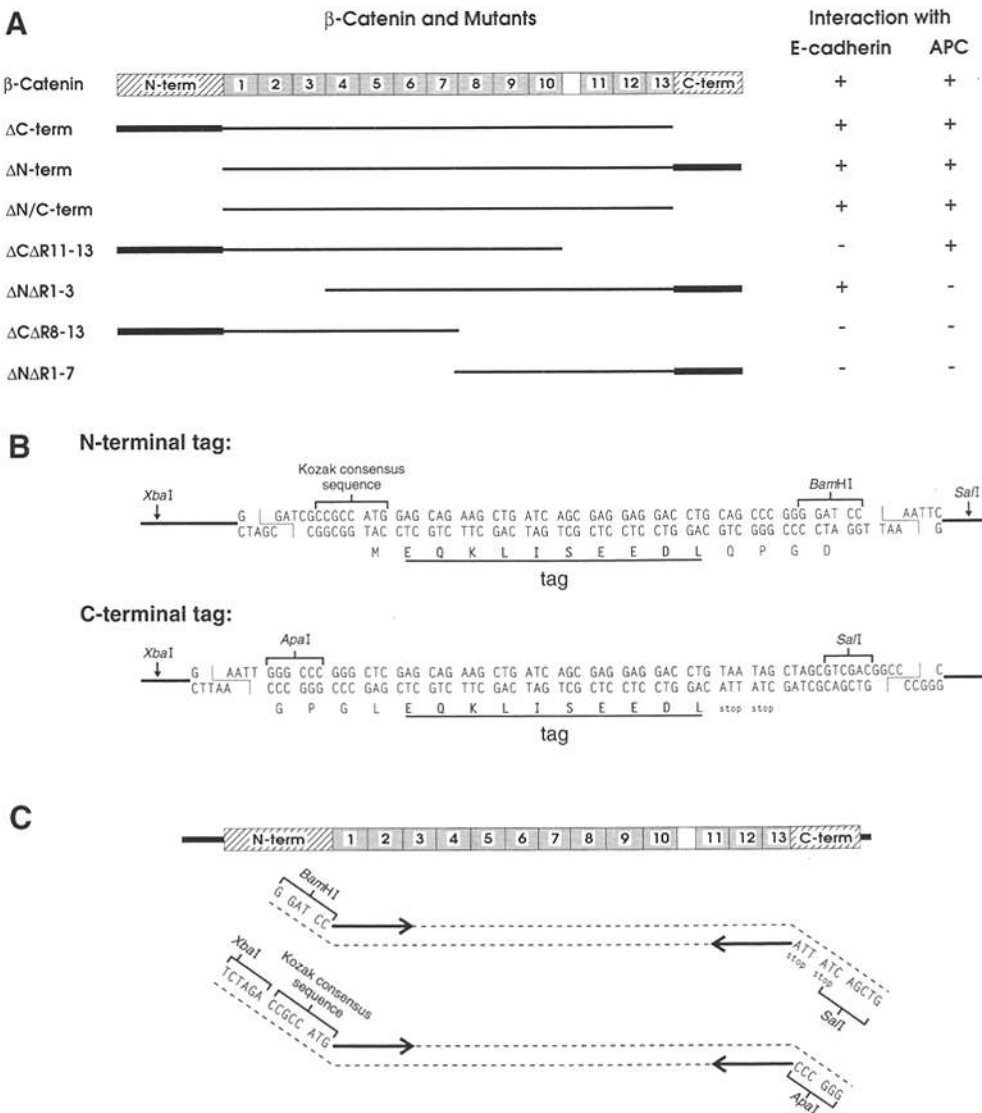 A
β-Catenin and Mutants
Interaction with
E-cadherin APC
β-Catenin N-term 1 2 3 4 5 6 7 8 9 10 11 12 13 C-term + +
ΔC-term + +
ΔN-term + +
ΔN/C-term + +
ΔCΔR11-13 - +
ΔNΔR1-3 + -
ΔCΔR8-13 - -
ΔNΔR1-7 - -
B
N-terminal tag:
XbaI
Kozak consensus
sequence
BamHI
SalI
G GATCGCCGCC ATG GAG CAG AAG CTG ATC AGC GAG GAG GAC CTG CAG CCC GGG GATC CC AATTC
CTAGC CGGCGG TAC CTC GTC TTC GAC TAG TCG CTC CTC CTG GAC GTC GGG CCC CTA GGT TAA G
M E Q K L I S E E D L Q P G D
tag
C-terminal tag:
XbaI
ApaI
SalI
G AATT GGG CCC GGG CTC GAG CAG AAG CTG ATC AGC GAG GAG GAC CTG TAA TAG CTAGCGTCGACGGCC C
CTTAA CCC GGG CCC GAG CTC GTC TTC GAC TAG TCG CTC CTC CTG GAC ATT ATC GATCGCAGCTG CCGGG
G P G L E Q K L I S E E D L stop stop
tag
C
N-term 1 2 3 4 5 6 7 8 9 10 11 12 13 C-term
BamHI
G GAT CC
ATT ATC AGCTG
stop stop
SalI
XbaI
Kozak consensus
sequence
TCTAGA CCGCC ATG
CCC GGG
ApaI